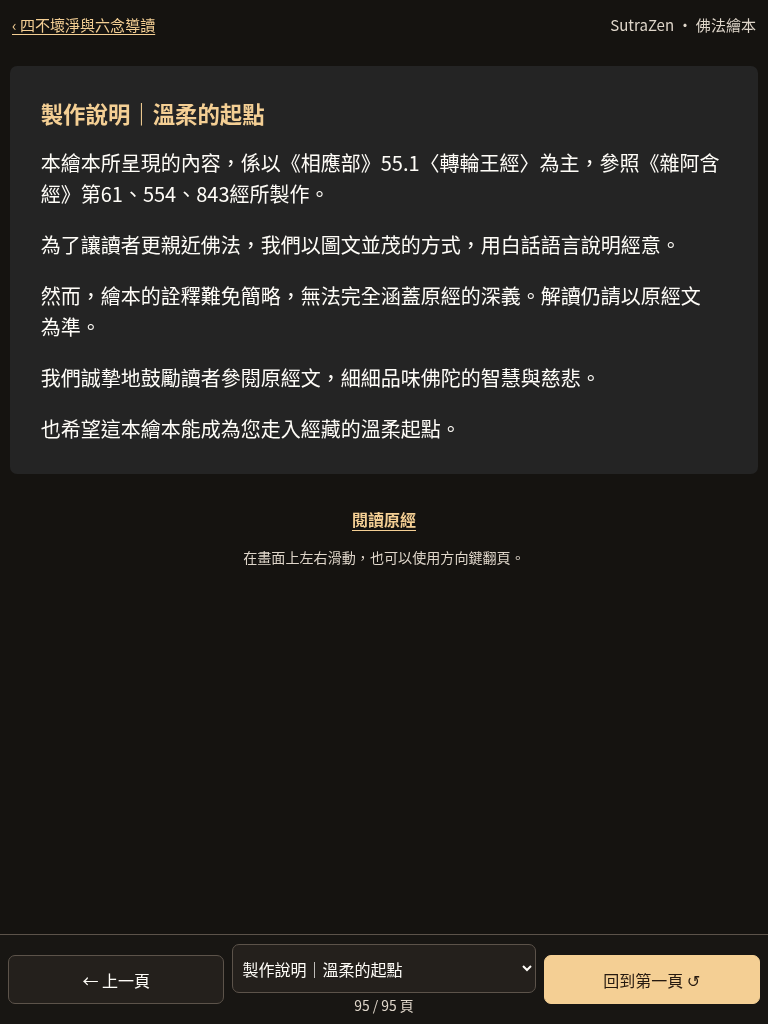 ‹ 四不壞淨與六念導讀
SutraZen · 佛法繪本
製作說明｜溫柔的起點
本繪本所呈現的內容，係以《相應部》55.1〈轉輪王經〉為主，參照《雜阿含
經》第61、554、843經所製作。
為了讓讀者更親近佛法，我們以圖文並茂的方式，用白話語言說明經意。
然而，繪本的詮釋難免簡略，無法完全涵蓋原經的深義。解讀仍請以原經文
為準。
我們誠摯地鼓勵讀者參閱原經文，細細品味佛陀的智慧與慈悲。
也希望這本繪本能成為您走入經藏的溫柔起點。
閱讀原經
在畫面上左右滑動，也可以使用方向鍵翻頁。
← 上一頁
製作說明｜溫柔的起點
95 / 95 頁
回到第一頁 ↺